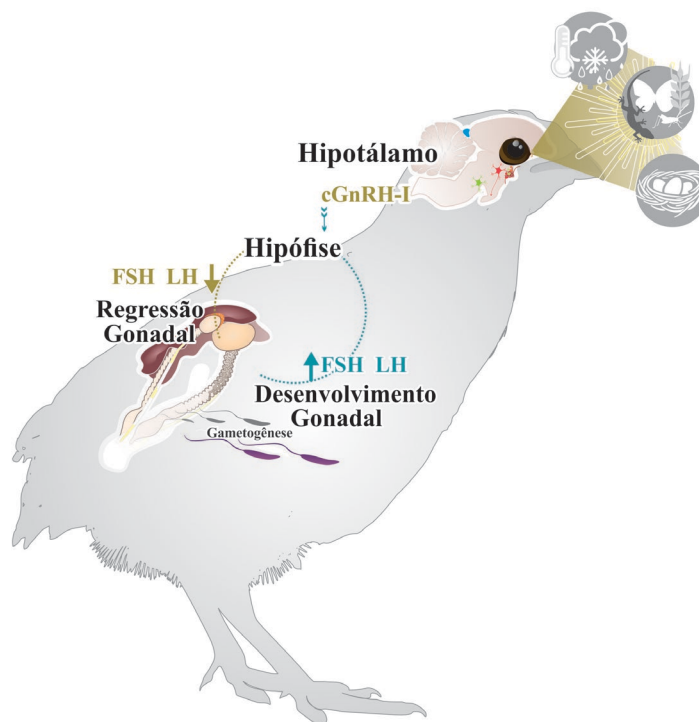 Hipotálamo
cGnRH-I
Hipófise
FSH LH
Regressão
Gonadal
FSH LH
Desenvolvimento
Gonadal
Gametogênese